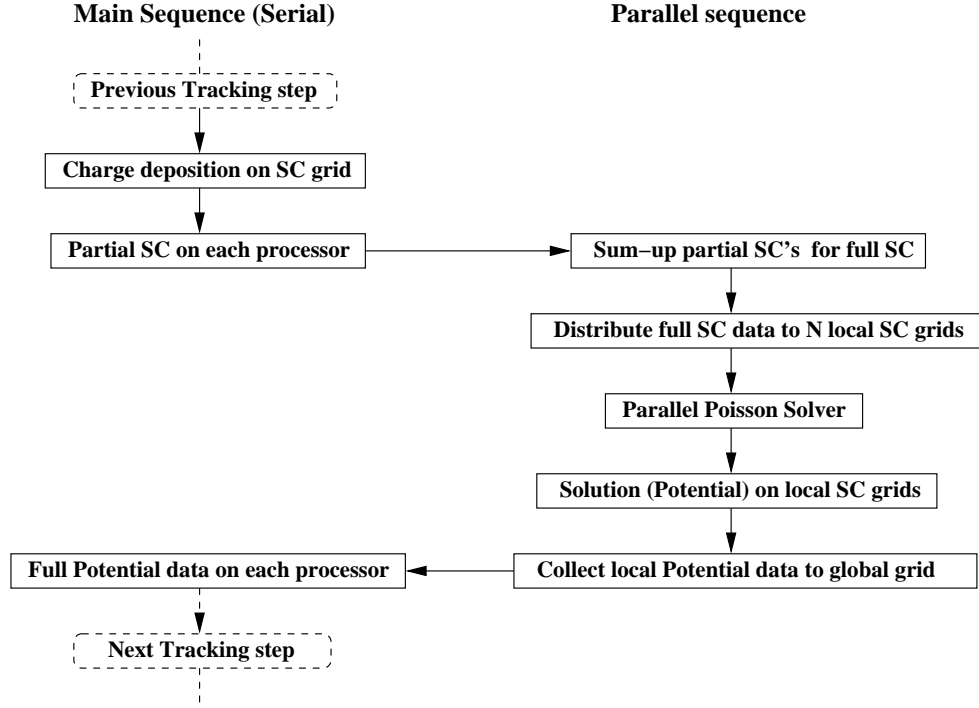 Main Sequence (Serial)
Parallel sequence
Previous Tracking step
Charge deposition on SC grid
Partial SC on each processor
Sum−up partial SC's for full SC
Distribute full SC data to N local SC grids
Parallel Poisson Solver
Solution (Potential) on local SC grids
Full Potential data on each processor
Collect local Potential data to global grid
Next Tracking step